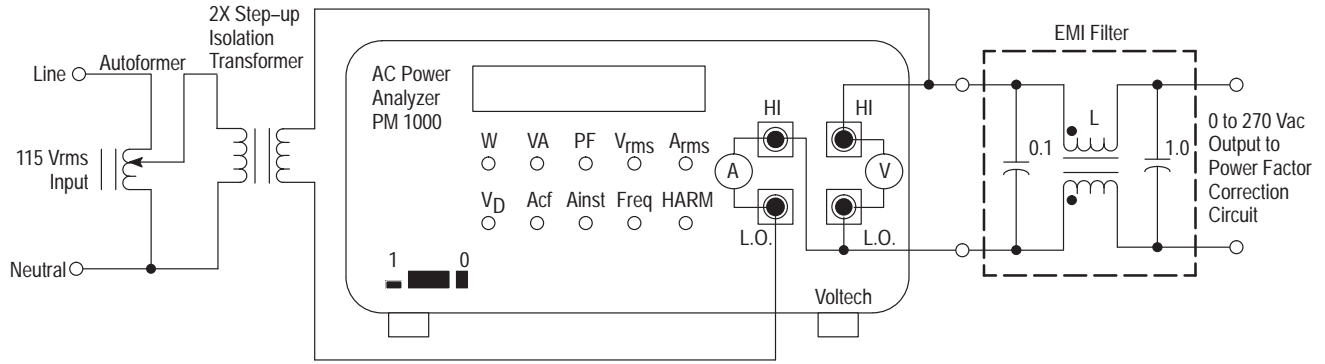 2X Step–up
Isolation
Transformer
Autoformer
Line
115 Vrms
Input
Neutral
AC Power
Analyzer
PM 1000
W VA PF Vrms Arms
VD Acf Ainst Freq HARM
1 0
HI HI
A V
L.O. L.O.
Voltech
EMI Filter
0.1
L
1.0
0 to 270 Vac
Output to
Power Factor
Correction
Circuit